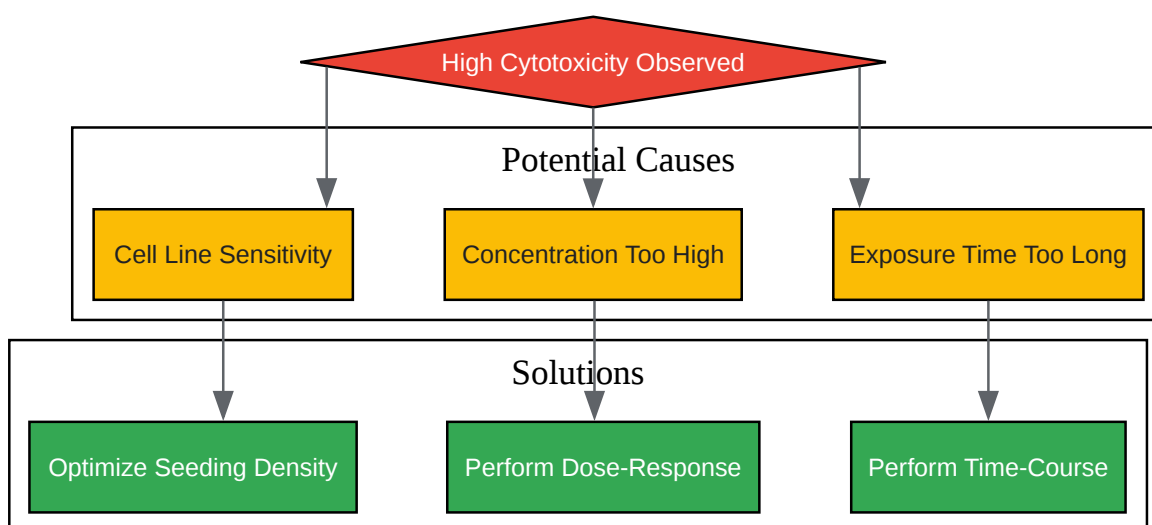 High Cytotoxicity Observed
Potential Causes
Cell Line Sensitivity
Concentration Too High
Exposure Time Too Long
Solutions
Optimize Seeding Density
Perform Dose-Response
Perform Time-Course